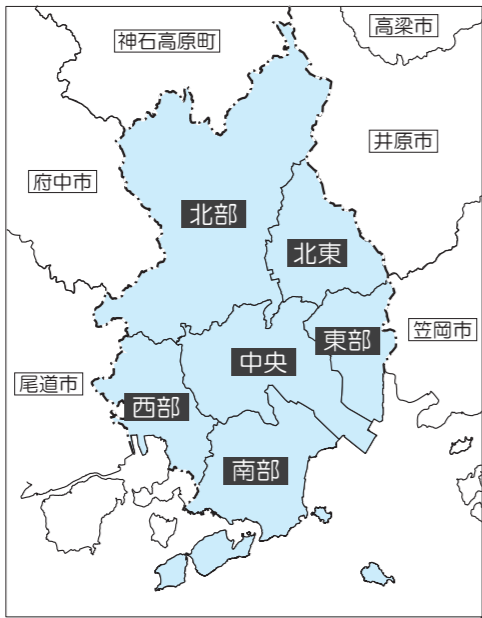 高梁市
神石高原町
井原市
府中市
北部
北東
笠岡市
東部
中央
尾道市
西部
南部